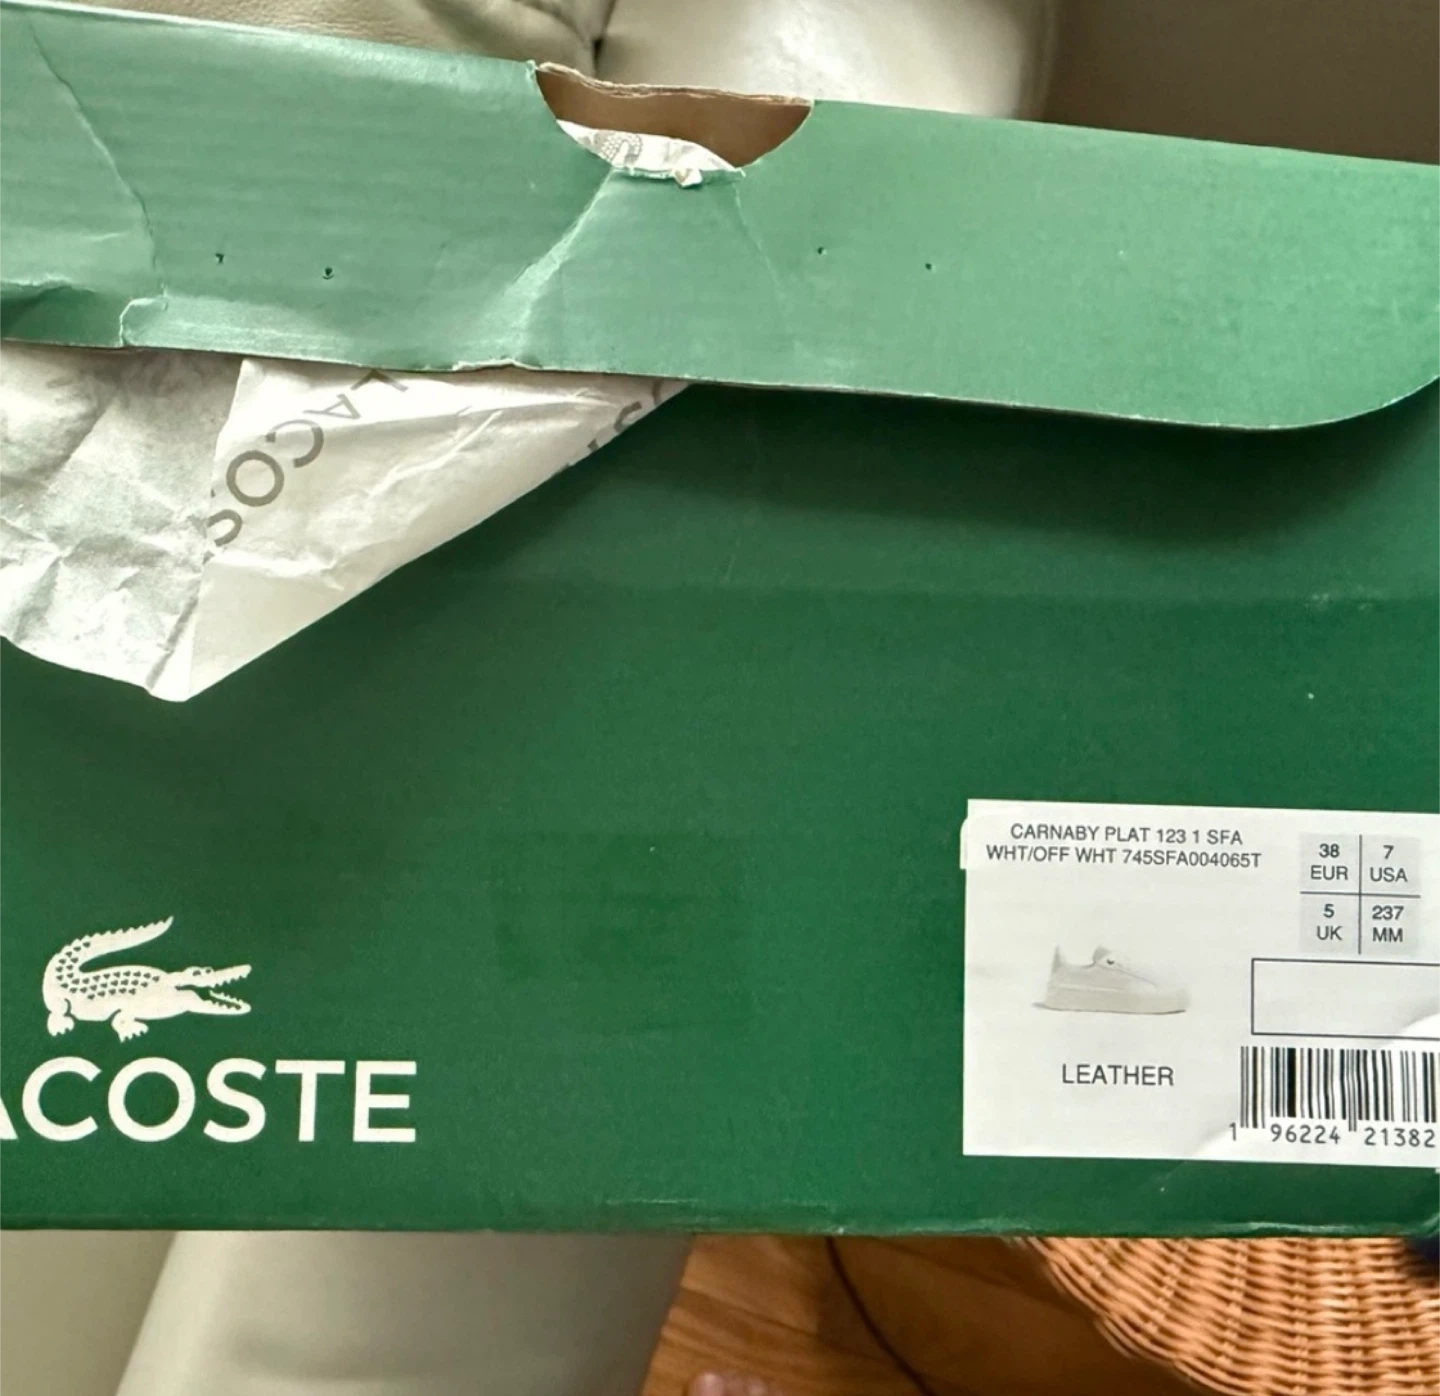 LACOS
ACOSTE
CARNABY PLAT 123 1 SFA
WHT/OFF WHT 745SFA004065T
38 EUR
7 USA
5 UK
237 MM
LEATHER
1 96224 21382